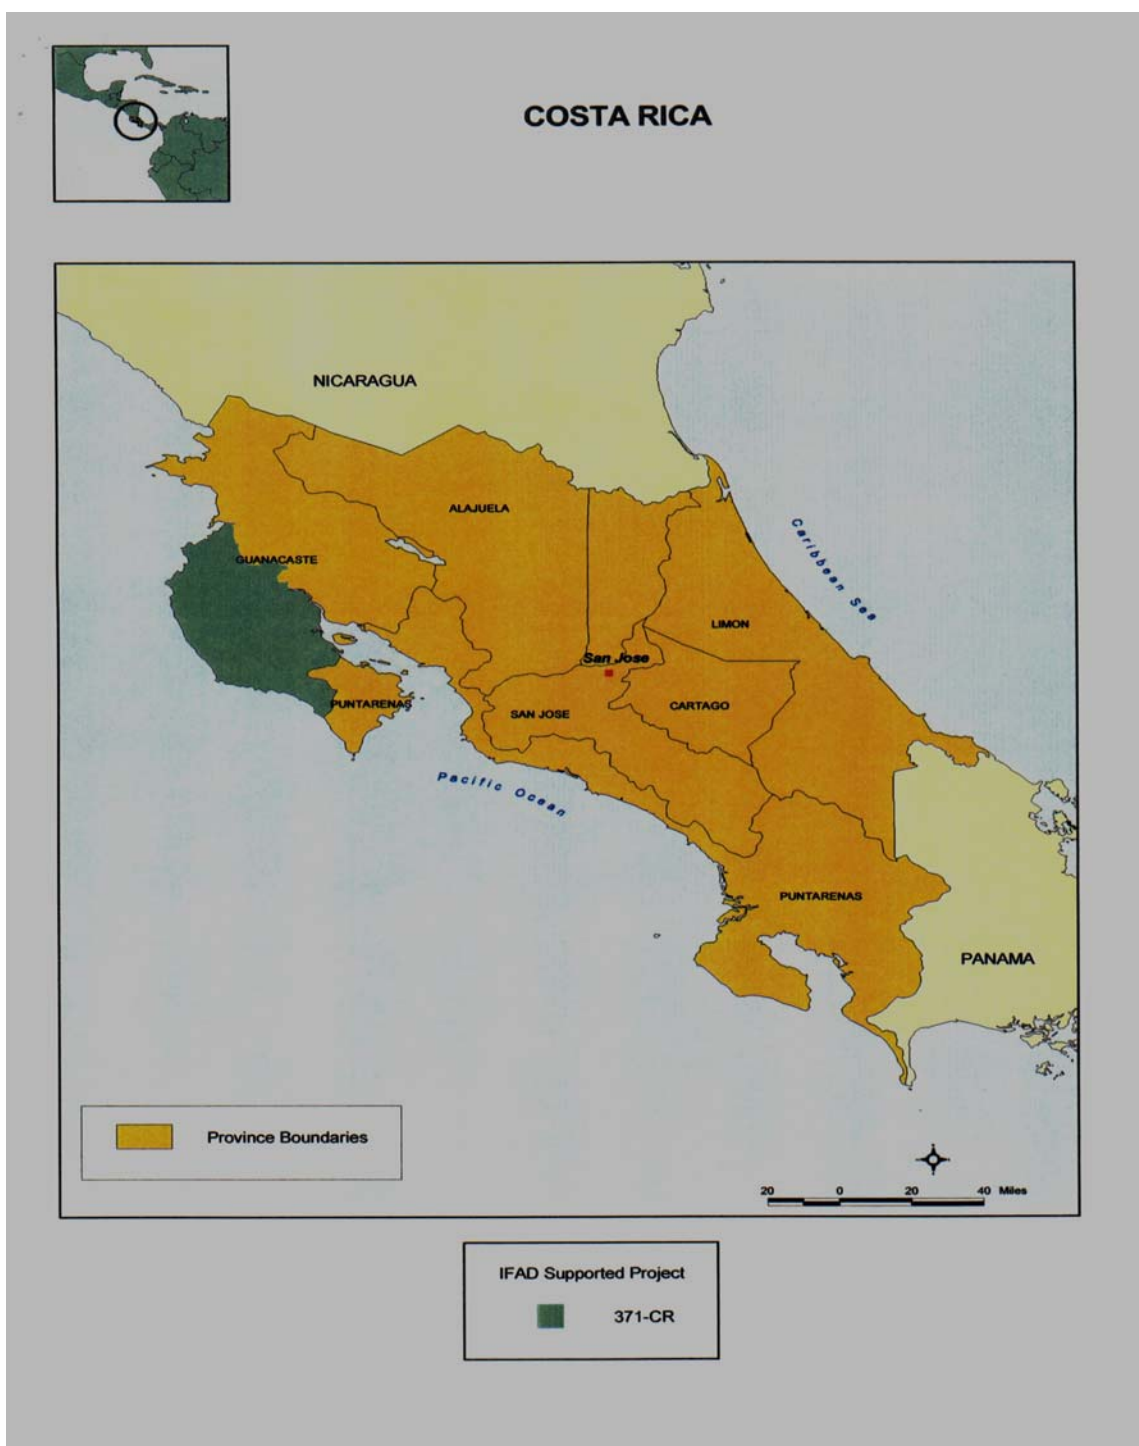 COSTA RICA
NICARAGUA
ALAJUELA
Caribbean Sea
GUANACASTE
LIMON
San Jose
PUNTARENAS
SAN JOSE
CARTAGO
Pacific Ocean
PUNTARENAS
PANAMA
Province Boundaries
20 0 20 40 Miles
IFAD Supported Project
371-CR